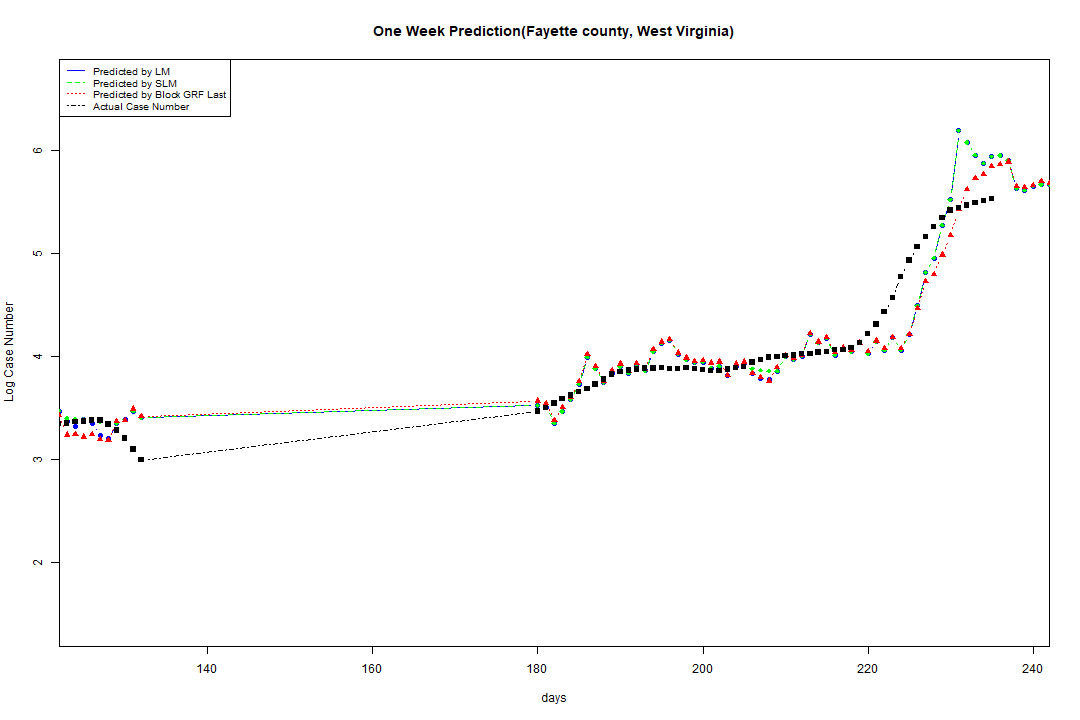 One Week Prediction(Fayette county, West Virginia)
Predicted by LM
Predicted by SLM
Predicted by Block GRF Last
Actual Case Number
6
5
4
3
2
Log Case Number
140 160 180 200 220 240
days